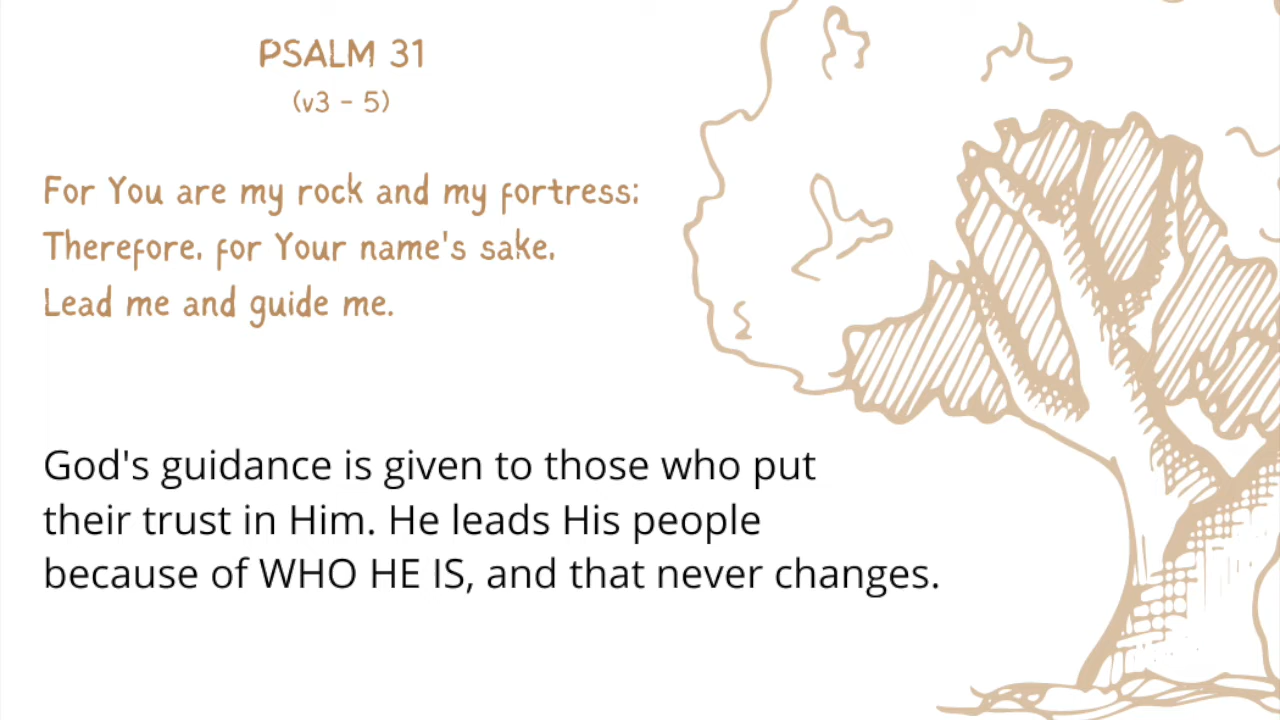 PSALM 31
(v3 - 5)
For You are my rock and my fortress;
Therefore, for Your name's sake,
Lead me and guide me.
God's guidance is given to those who put
their trust in Him. He leads His people
because of WHO HE IS, and that never changes.